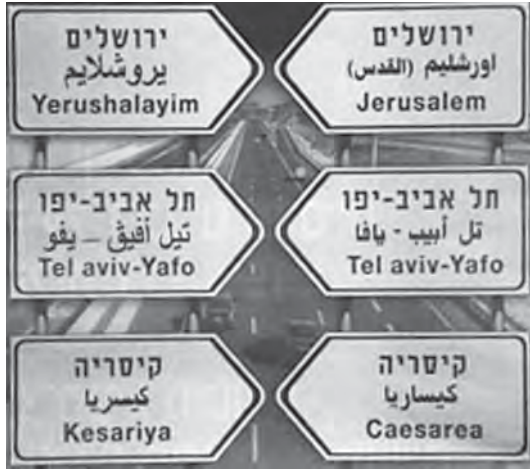 ירושלים
يروشلايم
Yerushalayim
ירושלים
اورشليم (القدس)
Jerusalem
תל אביב-יפו
تيل أفيڤ – يفو
Tel aviv-Yafo
תל אביב-יפו
تل أبيب - يافا
Tel aviv-Yafo
קיסריה
كيسريا
Kesariya
קיסריה
كيساريا
Caesarea